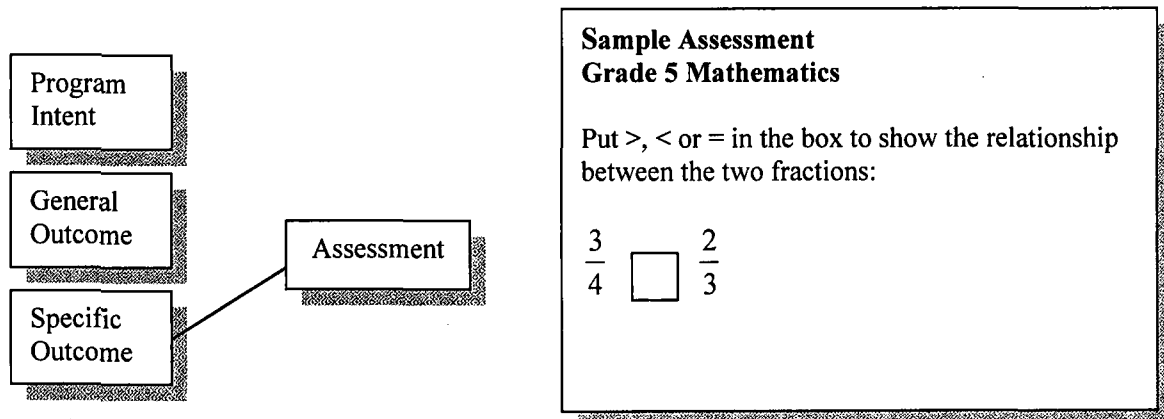 Program
Intent
General
Outcome
Specific
Outcome
Assessment
Sample Assessment
Grade 5 Mathematics
Put >, < or = in the box to show the relationship
between the two fractions:
3 2
4 3